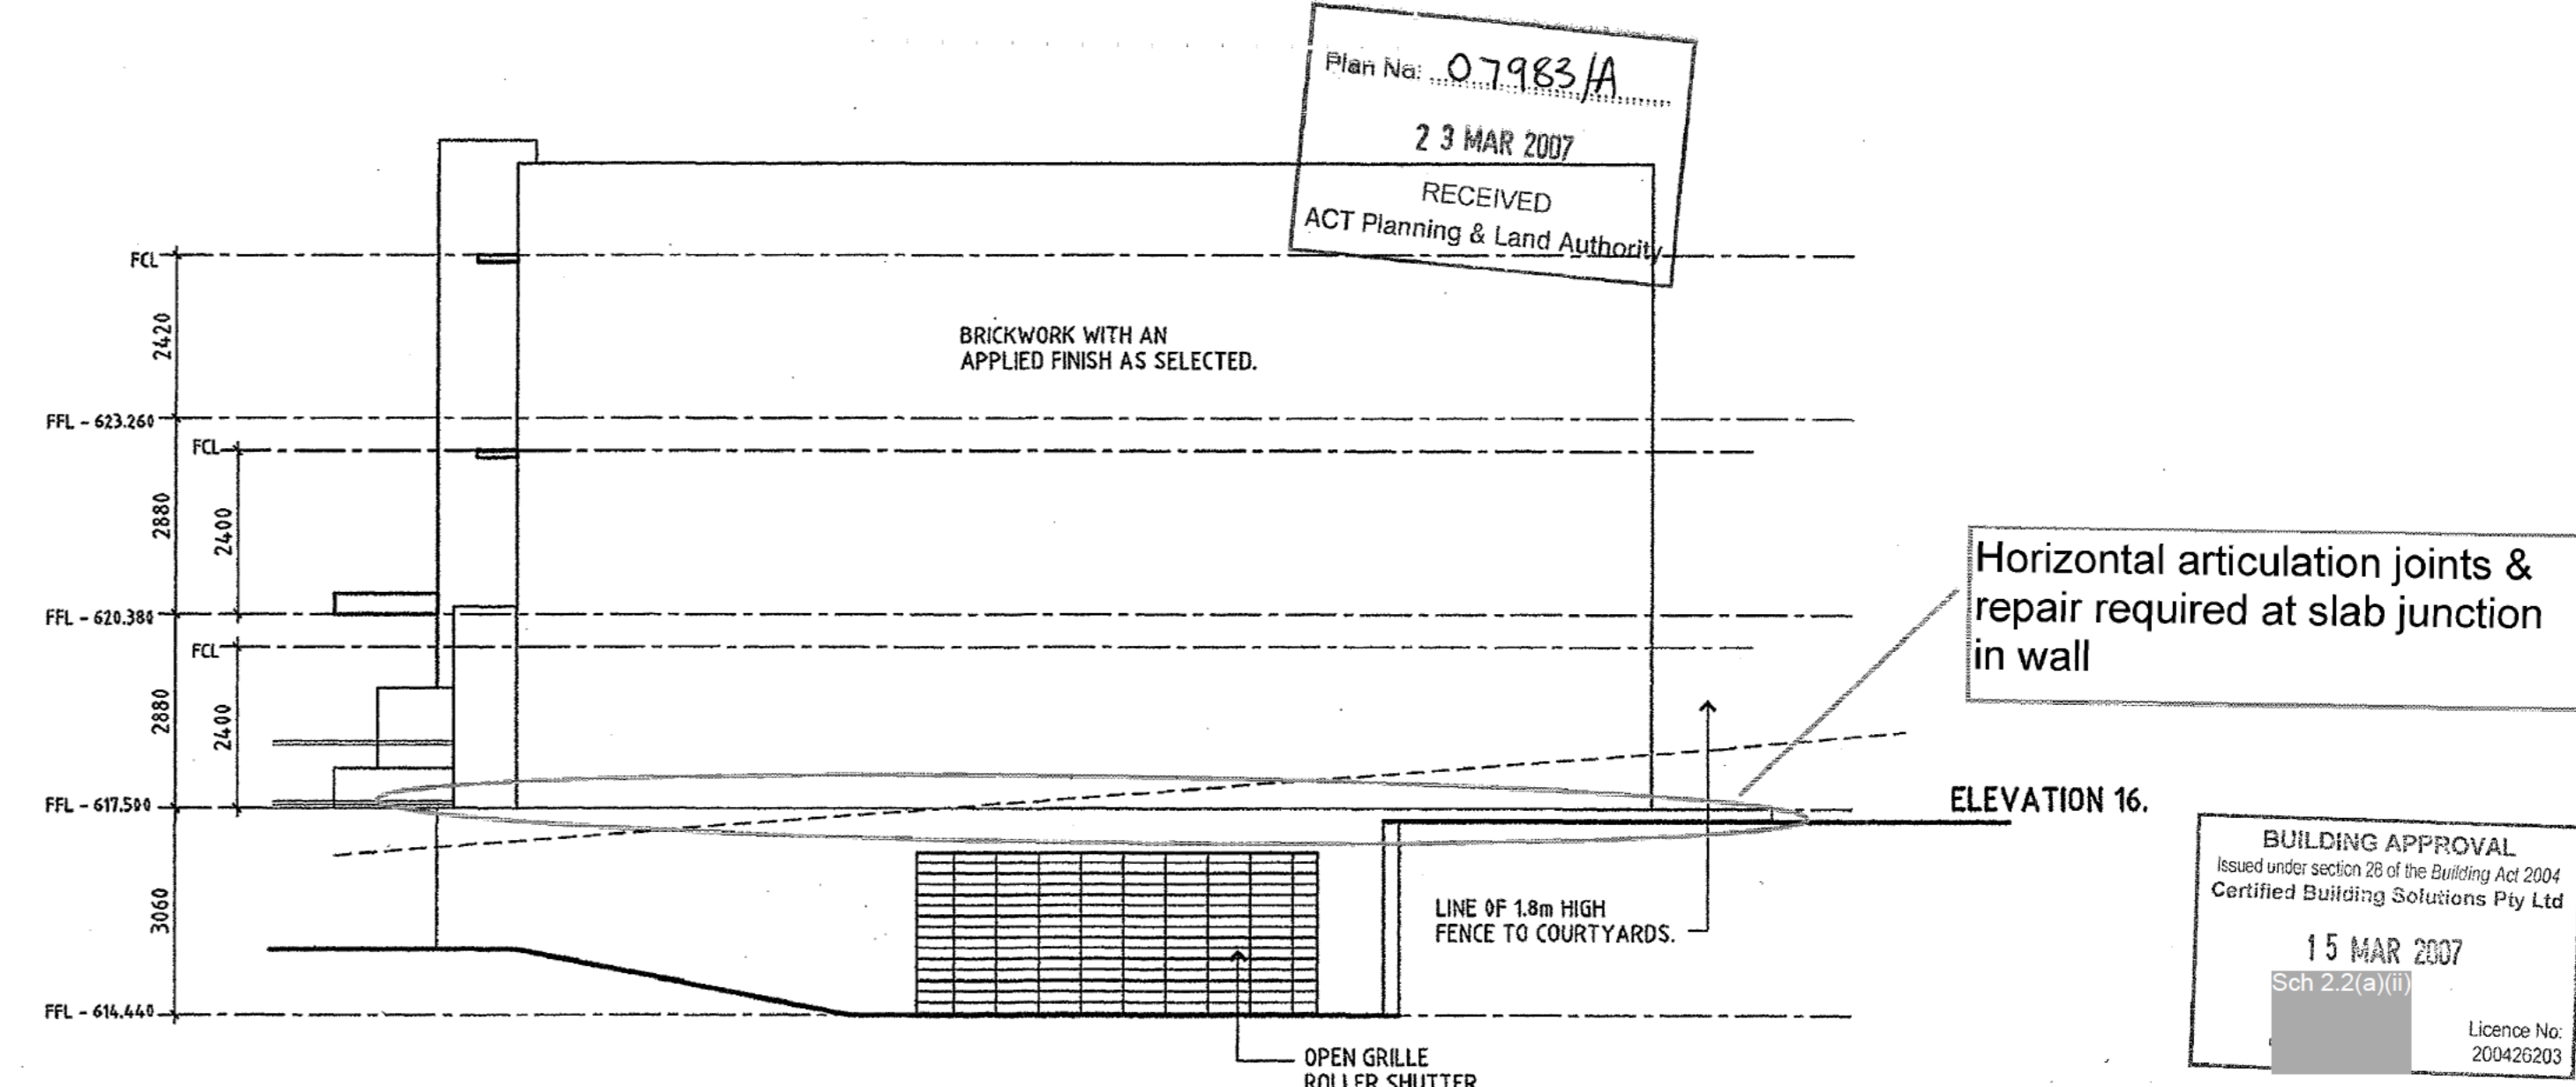 Plan No: 07983/A
23 MAR 2007
RECEIVED
ACT Planning & Land Authority
FCL
2420
BRICKWORK WITH AN
APPLIED FINISH AS SELECTED.
FFL - 623.260
FCL
2880
2400
FFL - 620.380
FCL
2880
2400
FFL - 617.500
3060
FFL - 614.440
Horizontal articulation joints &
repair required at slab junction
in wall
ELEVATION 16.
LINE OF 1.8m HIGH
FENCE TO COURTYARDS.
OPEN GRILLE
ROLLER SHUTTER
BUILDING APPROVAL
Issued under section 28 of the Building Act 2004
Certified Building Solutions Pty Ltd
15 MAR 2007
Sch 2.2(a)(ii)
Licence No:
200426203